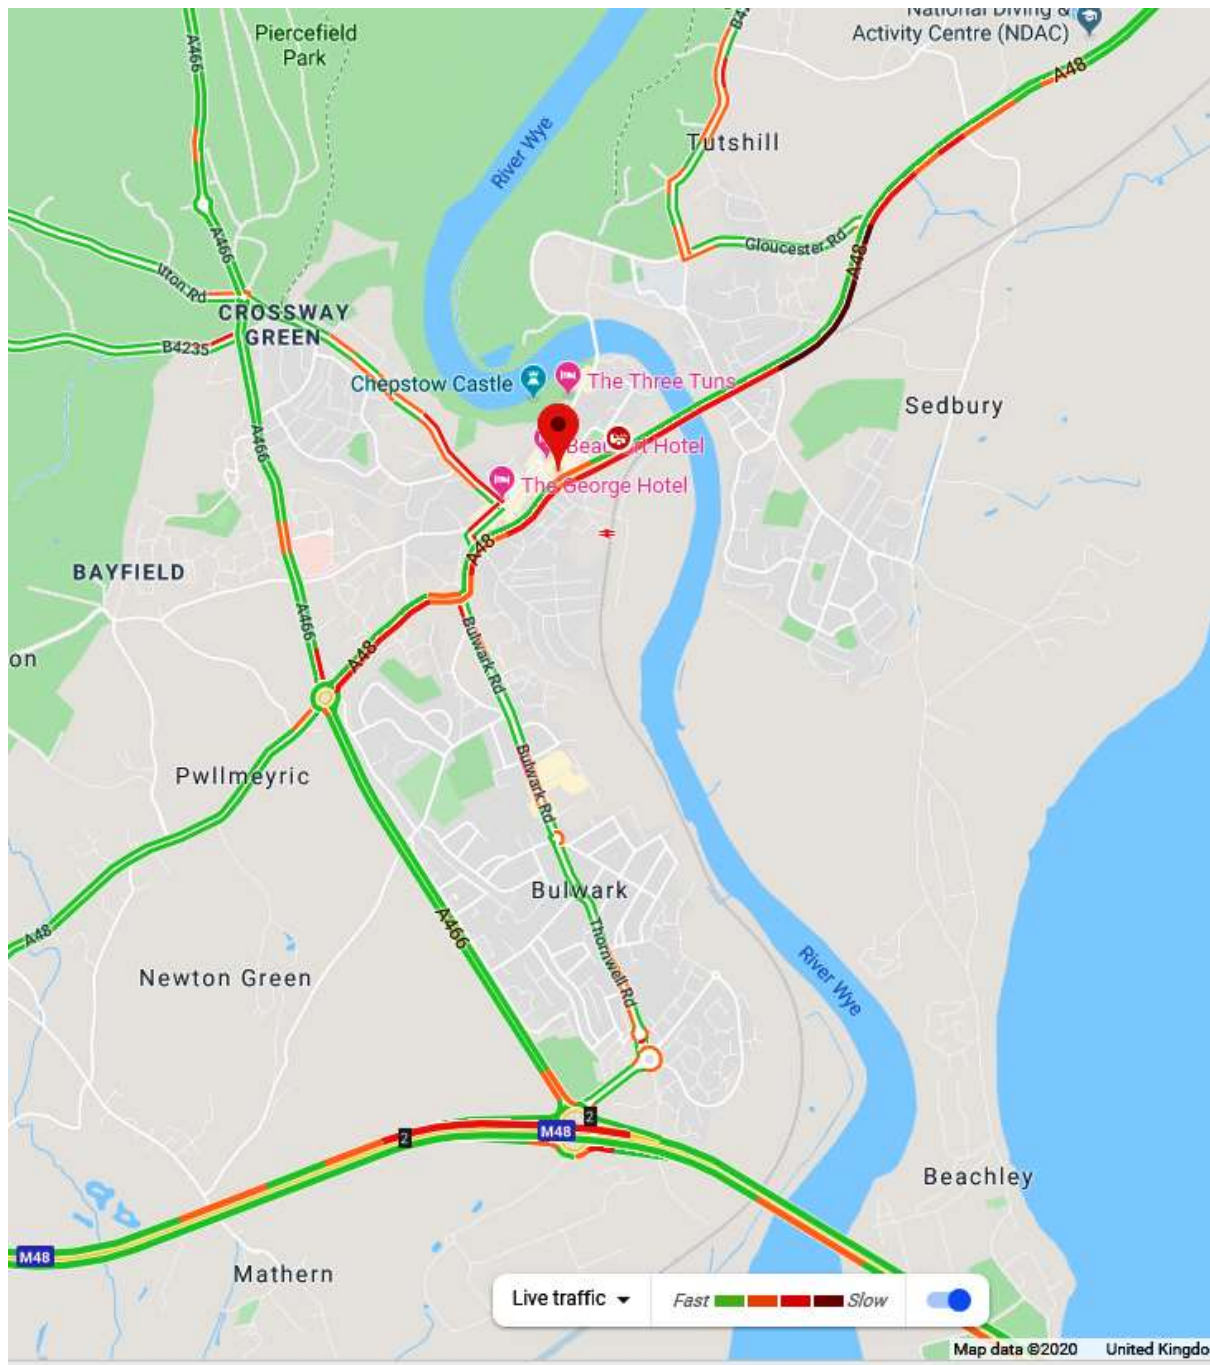 National Diving &
Activity Centre (NDAC)
Piercefield
Park
A466
A48
River Wye
Tutshill
A466
Gloucester Rd
A48
CROSSWAY
GREEN
B4235
Chepstow Castle
The Three Tuns
Sedbury
A466
Hotel
The George Hotel
A48
BAYFIELD
A466
Bulwark Rd
A48
on
Pwllmeyric
Bulwark Rd
Bulwark
A466
A48
Thornwell Rd
River Wye
Newton Green
2
M48
2
Beachley
M48
Mathern
Live traffic
Fast
Slow
Map data ©2020
United Kingdo